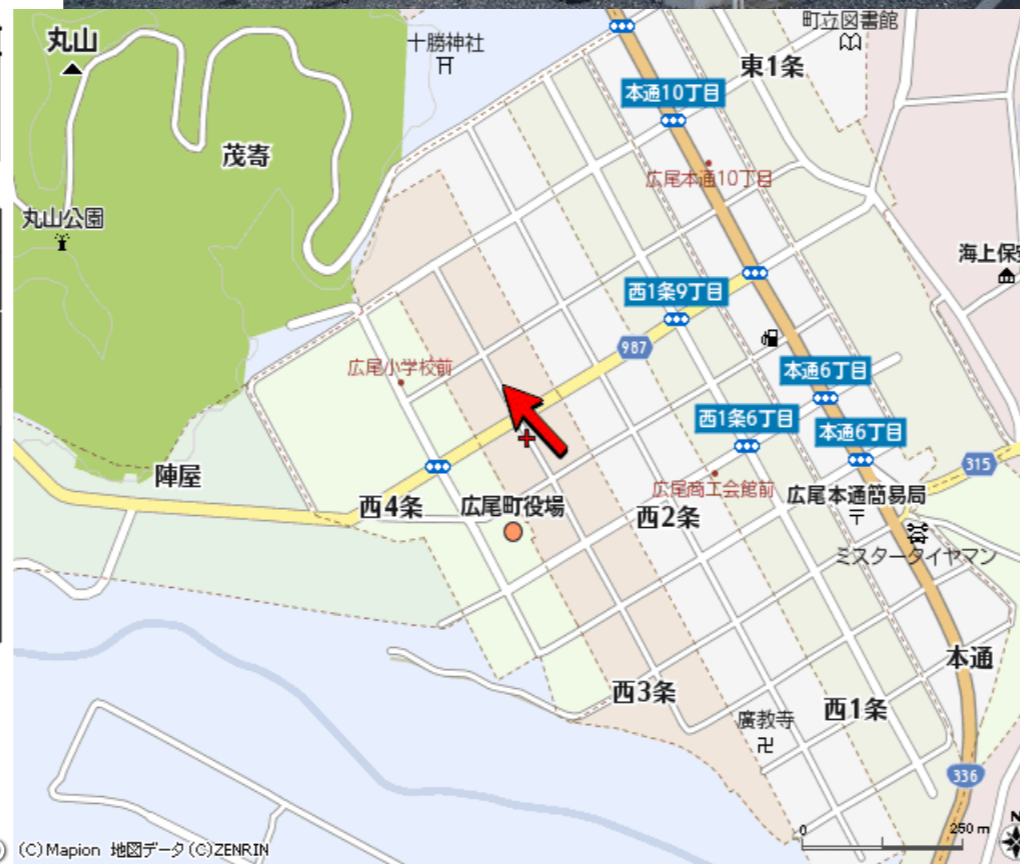 丸山
十勝神社
町立図書館
東1条
本通10丁目
茂寄
広尾本通10丁目
丸山公園
海上保安
西1条9丁目
987
広尾小学校前
本通6丁目
西1条6丁目
本通6丁目
315
陣屋
西4条
広尾町役場
西2条
広尾商工会館前
広尾本通簡易局
ミスタータイヤマン
西3条
本通
廣教寺
西1条
336
0
250 m
N
(C)Mapion 地図データ(C)ZENRIN